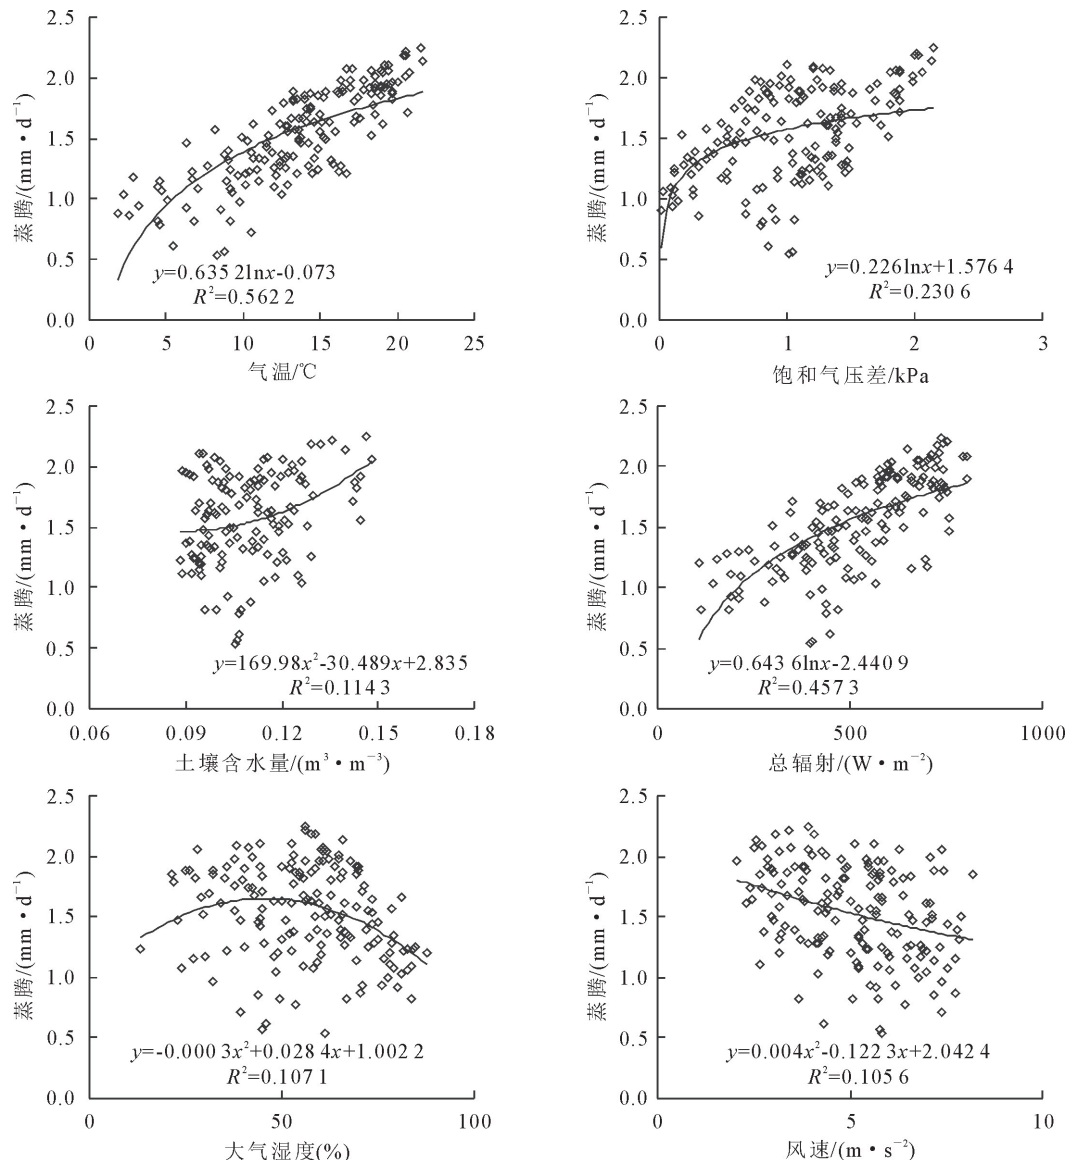 2.5
2.0
1.5
1.0
0.5
0.0
蒸腾/(mm·d⁻¹)
y=0.635 2lnx-0.073
R²=0.562 2
0 5 10 15 20 25
气温/℃
2.5
2.0
1.5
1.0
0.5
0.0
蒸腾/(mm·d⁻¹)
y=0.226lnx+1.576 4
R²=0.230 6
0 1 2 3
饱和气压差/kPa
2.5
2.0
1.5
1.0
0.5
0.0
蒸腾/(mm·d⁻¹)
y=169.98x²-30.489x+2.835
R²=0.114 3
0.06 0.09 0.12 0.15 0.18
土壤含水量/(m³·m⁻³)
2.5
2.0
1.5
1.0
0.5
0.0
蒸腾/(mm·d⁻¹)
y=0.643 6lnx-2.440 9
R²=0.457 3
0 500 1000
总辐射/(W·m⁻²)
2.5
2.0
1.5
1.0
0.5
0.0
蒸腾/(mm·d⁻¹)
y=-0.000 3x²+0.028 4x+1.002 2
R²=0.107 1
0 50 100
大气湿度(%)
2.5
2.0
1.5
1.0
0.5
0.0
蒸腾/(mm·d⁻¹)
y=0.004x²-0.122 3x+2.042 4
R²=0.105 6
0 5 10
风速/(m·s⁻²)